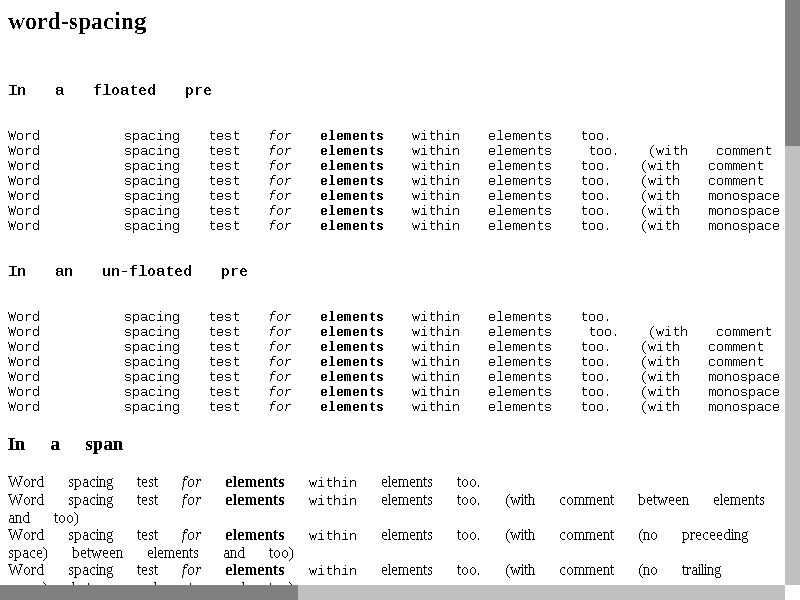 word-spacing
In a floated pre
Word spacing test for elements within elements too.
Word spacing test for elements within elements too. (with comment
Word spacing test for elements within elements too. (with comment
Word spacing test for elements within elements too. (with comment
Word spacing test for elements within elements too. (with monospace
Word spacing test for elements within elements too. (with monospace
Word spacing test for elements within elements too. (with monospace
In an un-floated pre
Word spacing test for elements within elements too.
Word spacing test for elements within elements too. (with comment
Word spacing test for elements within elements too. (with comment
Word spacing test for elements within elements too. (with comment
Word spacing test for elements within elements too. (with monospace
Word spacing test for elements within elements too. (with monospace
Word spacing test for elements within elements too. (with monospace
In a span
Word spacing test for elements within elements too.
Word spacing test for elements within elements too. (with comment between elements
and too)
Word spacing test for elements within elements too. (with comment (no preceeding
space) between elements and too)
Word spacing test for elements within elements too. (with comment (no trailing